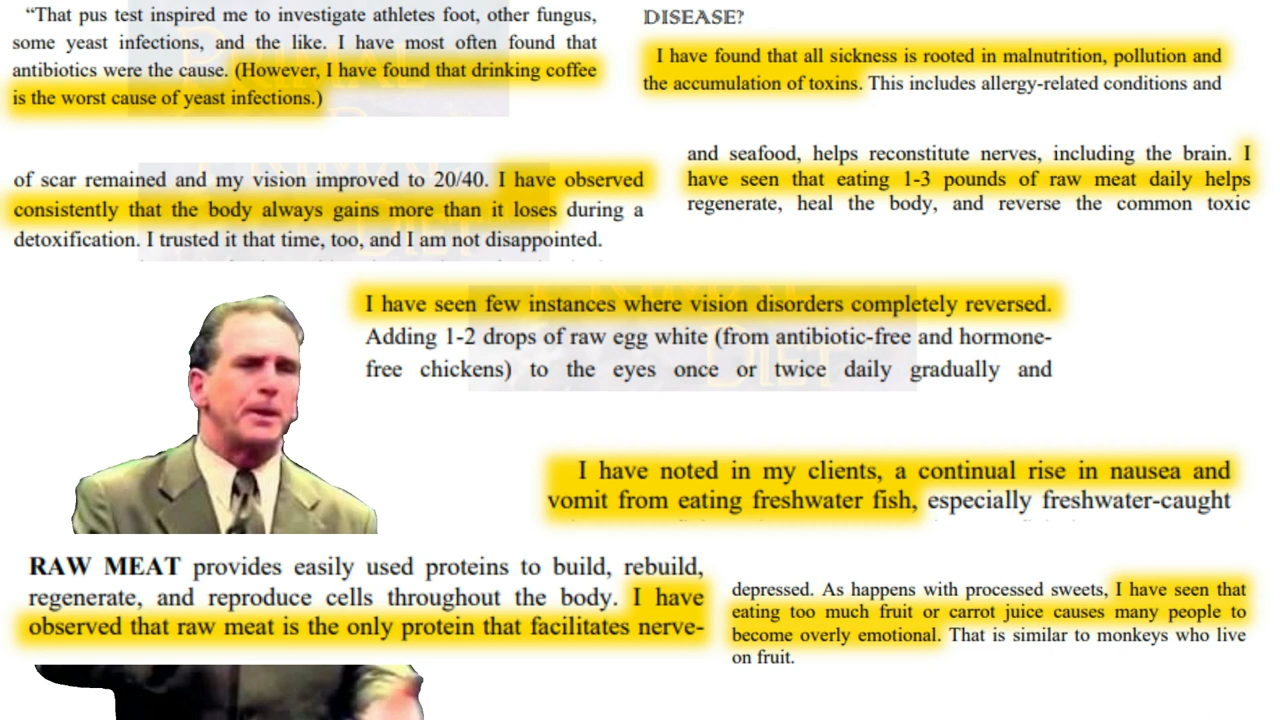 “That pus test inspired me to investigate athletes foot, other fungus,
some yeast infections, and the like. I have most often found that
antibiotics were the cause. (However, I have found that drinking coffee
is the worst cause of yeast infections.)
DISEASE?
I have found that all sickness is rooted in malnutrition, pollution and
the accumulation of toxins. This includes allergy-related conditions and
of scar remained and my vision improved to 20/40. I have observed
consistently that the body always gains more than it loses during a
detoxification. I trusted it that time, too, and I am not disappointed.
and seafood, helps reconstitute nerves, including the brain. I
have seen that eating 1-3 pounds of raw meat daily helps
regenerate, heal the body, and reverse the common toxic
I have seen few instances where vision disorders completely reversed.
Adding 1-2 drops of raw egg white (from antibiotic-free and hormone-
free chickens) to the eyes once or twice daily gradually and
I have noted in my clients, a continual rise in nausea and
vomit from eating freshwater fish, especially freshwater-caught
RAW MEAT provides easily used proteins to build, rebuild,
regenerate, and reproduce cells throughout the body. I have
observed that raw meat is the only protein that facilitates nerve-
depressed. As happens with processed sweets, I have seen that
eating too much fruit or carrot juice causes many people to
become overly emotional. That is similar to monkeys who live
on fruit.